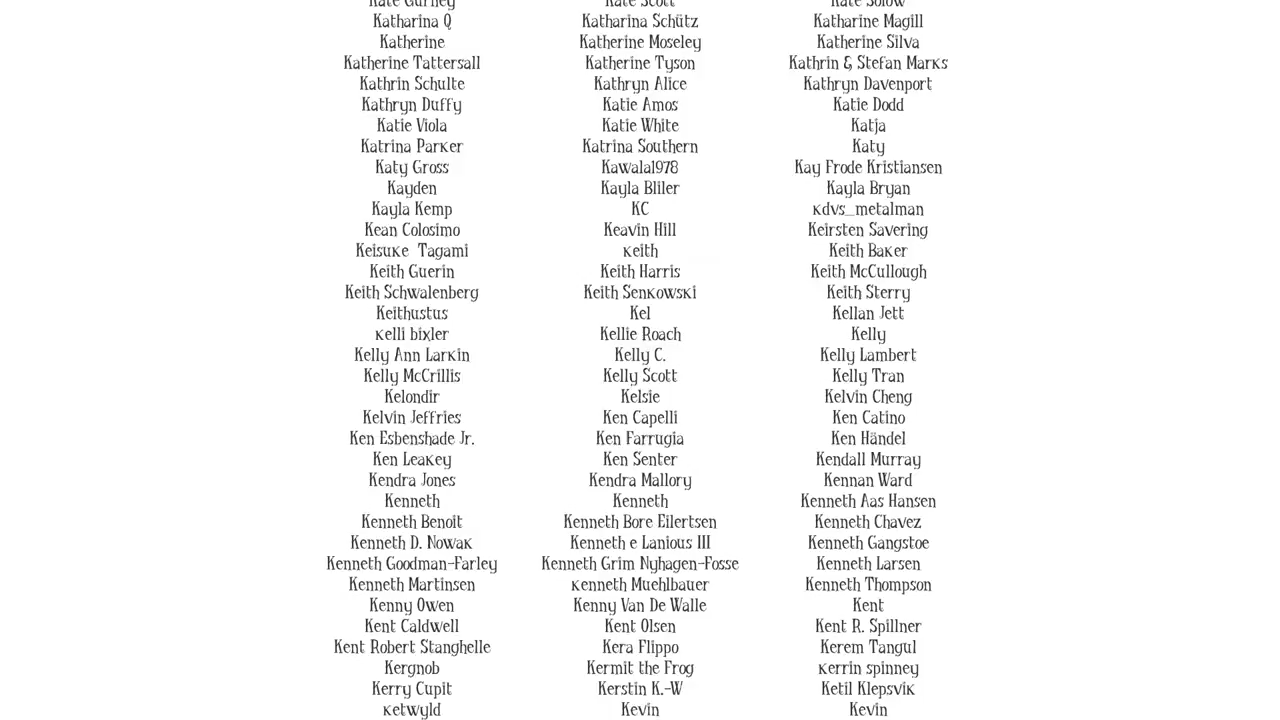 Kate Gurney Kate Scott Kate Solow
Katharina Q Katharina Schütz Katharine Magill
Katherine Katherine Moseley Katherine Silva
Katherine Tattersall Katherine Tyson Kathrin & Stefan Marks
Kathrin Schulte Kathryn Alice Kathryn Davenport
Kathryn Duffy Katie Amos Katie Dodd
Katie Viola Katie White Katja
Katrina Parker Katrina Southern Katy
Katy Gross Kawala1978 Kay Frode Kristiansen
Kayden Kayla Bliler Kayla Bryan
Kayla Kemp KC kdvs_metalman
Kean Colosimo Keavin Hill Keirsten Savering
Keisuke Tagami keith Keith Baker
Keith Guerin Keith Harris Keith McCullough
Keith Schwalenberg Keith Senkowski Keith Sterry
Keithustus Kel Kellan Jett
kelli bixler Kellie Roach Kelly
Kelly Ann Larkin Kelly C. Kelly Lambert
Kelly McCrillis Kelly Scott Kelly Tran
Kelondir Kelsie Kelvin Cheng
Kelvin Jeffries Ken Capelli Ken Catino
Ken Esbenshade Jr. Ken Farrugia Ken Händel
Ken Leakey Ken Senter Kendall Murray
Kendra Jones Kendra Mallory Kennan Ward
Kenneth Kenneth Kenneth Aas Hansen
Kenneth Benoit Kenneth Bore Eilertsen Kenneth Chavez
Kenneth D. Nowak Kenneth e Lanious III Kenneth Gangstoe
Kenneth Goodman-Farley Kenneth Grim Nyhagen-Fosse Kenneth Larsen
Kenneth Martinsen kenneth Muehlbauer Kenneth Thompson
Kenny Owen Kenny Van De Walle Kent
Kent Caldwell Kent Olsen Kent R. Spillner
Kent Robert Stanghelle Kera Flippo Kerem Tangul
Kergnob Kermit the Frog kerrin spinney
Kerry Cupit Kerstin K.-W Ketil Klepsvik
ketwyld Kevin Kevin